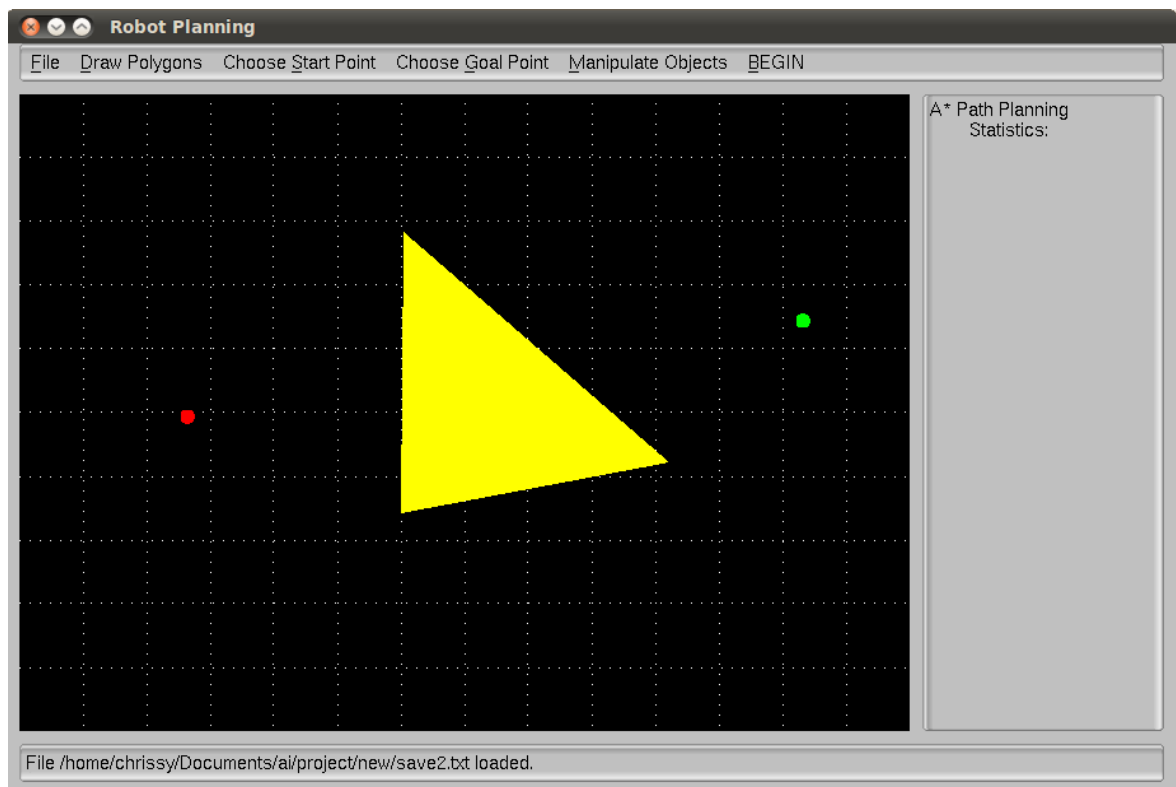 Robot Planning
File Draw Polygons Choose Start Point Choose Goal Point Manipulate Objects BEGIN
A* Path Planning
Statistics:
File /home/chrissy/Documents/ai/project/new/save2.txt loaded.